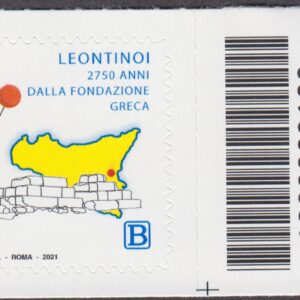 LEONTINOI
2750 ANNI
DALLA FONDAZIONE
GRECA
B
- ROMA - 2021